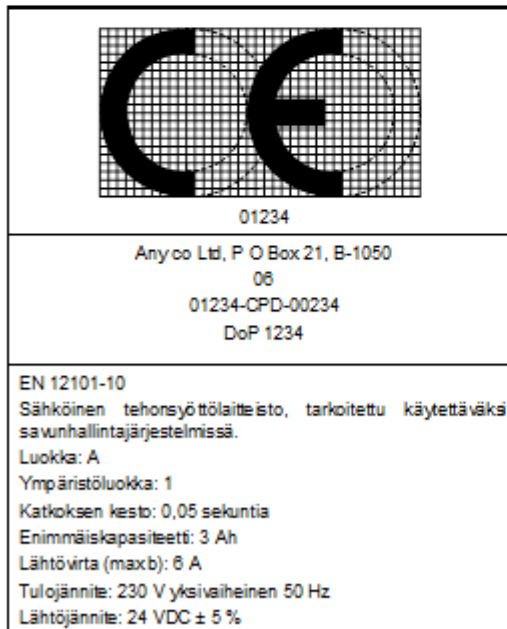 CE
01234
Any co Ltd, P O Box 21, B-1050
06
01234-CPD-00234
DoP 1234
EN 12101-10
Sähköinen tehonsyöttölaitteisto, tarkoitettu käytettäväksi
savunhallintajärjestelmissä.
Luokka: A
Ympäristöluokka: 1
Katkoksen kesto: 0,05 sekuntia
Enimmäiskapasiteetti: 3 Ah
Lähtövirta (maxb): 6 A
Tulojännite: 230 V yksivaiheinen 50 Hz
Lähtöjännite: 24 VDC ± 5 %